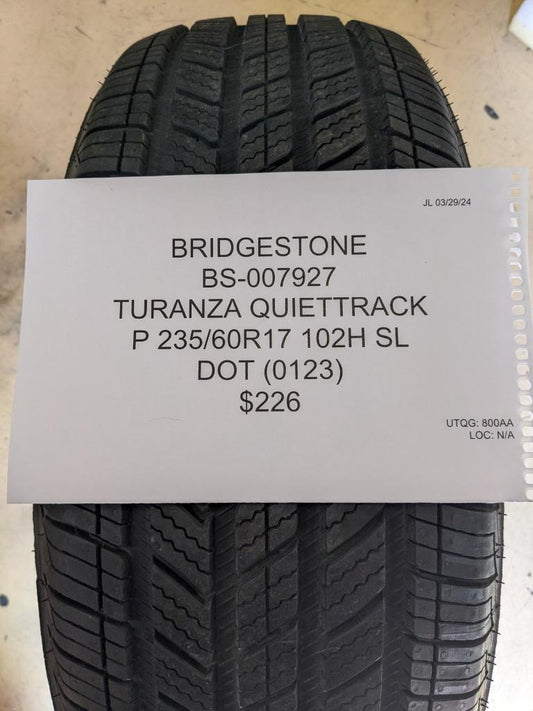 JL 03/29/24
BRIDGESTONE
BS-007927
TURANZA QUIETTRACK
P 235/60R17 102H SL
DOT (0123)
$226
UTQG: 800AA
LOC: N/A